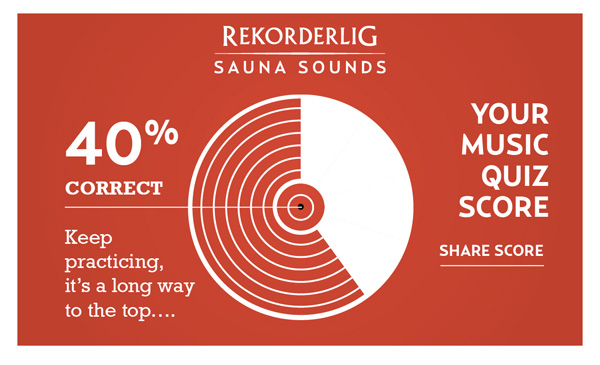 REKORDERLIG
SAUNA SOUNDS
40%
CORRECT
Keep
practicing,
it's a long way
to the top....
YOUR
MUSIC
QUIZ
SCORE
SHARE SCORE